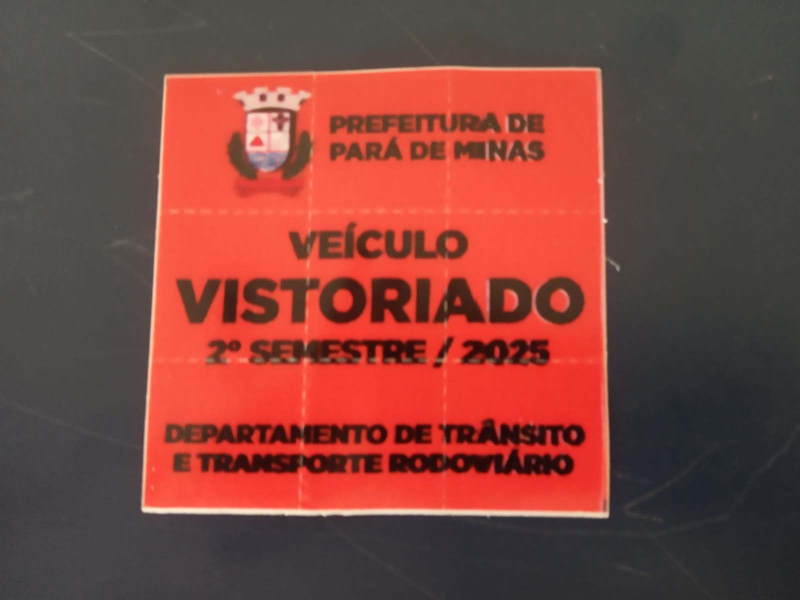 PREFEITURA DE
PARÁ DE MINAS
VEÍCULO
VISTORIADO
2º SEMESTRE / 2025
DEPARTAMENTO DE TRÂNSITO
E TRANSPORTE RODOVIÁRIO